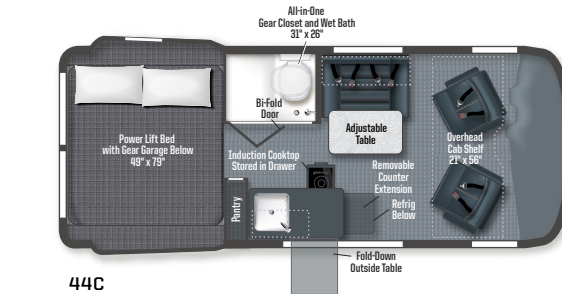 All-in-One
Gear Closet and Wet Bath
31" x 26"
Bi-Fold
Door
Power Lift Bed
with Gear Garage Below
49" x 79"
Adjustable
Table
Overhead
Cab Shelf
21" x 56"
Induction Cooktop
Stored in Drawer
Removable
Counter
Extension
Refrig
Below
Pantry
Fold-Down
Outside Table
44C